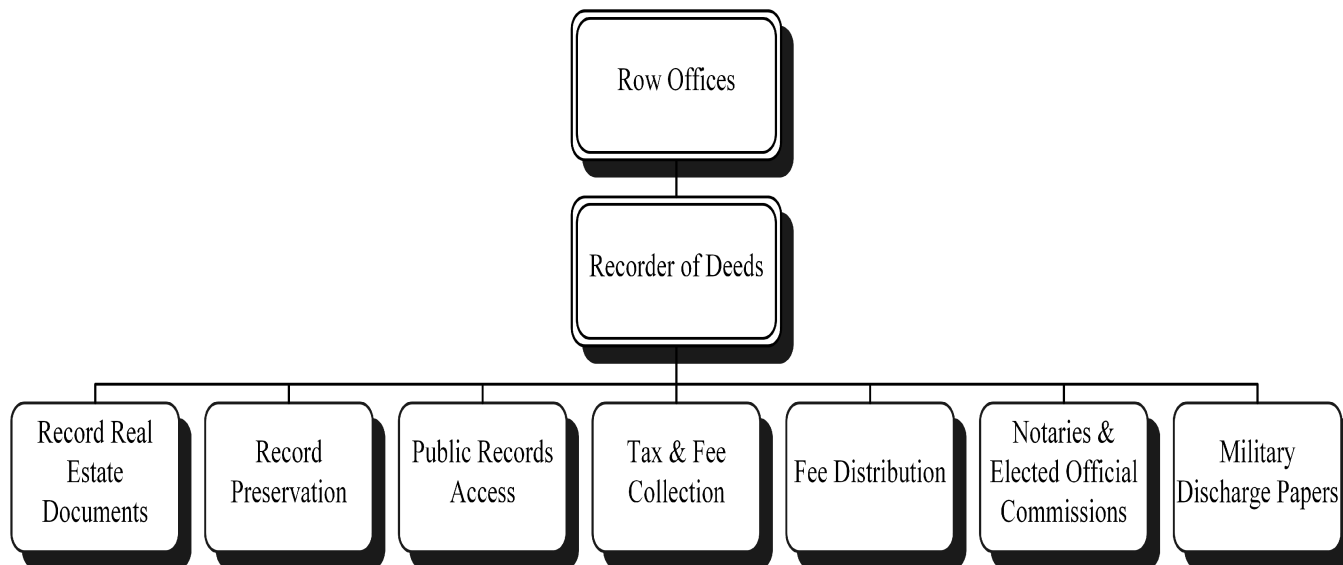 Row Offices
Recorder of Deeds
Record Real
Estate
Documents
Record
Preservation
Public Records
Access
Tax & Fee
Collection
Fee Distribution
Notaries &
Elected Official
Commissions
Military
Discharge Papers